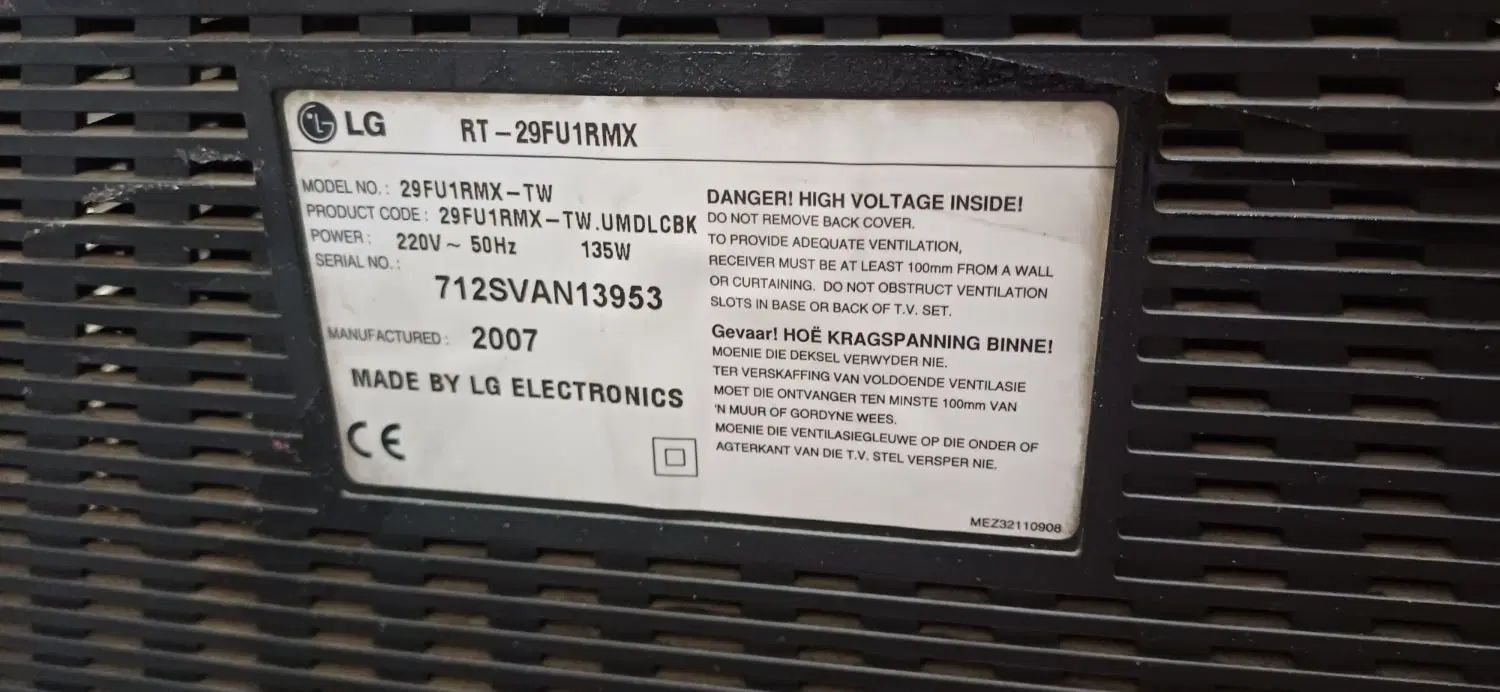 LG RT-29FU1RMX
MODEL NO.: 29FU1RMX-TW
PRODUCT CODE: 29FU1RMX-TW.UMDLCBK
POWER: 220V~ 50Hz 135W
SERIAL NO.:
712SVAN13953
MANUFACTURED: 2007
MADE BY LG ELECTRONICS
CE
DANGER! HIGH VOLTAGE INSIDE!
DO NOT REMOVE BACK COVER.
TO PROVIDE ADEQUATE VENTILATION,
RECEIVER MUST BE AT LEAST 100mm FROM A WALL
OR CURTAINING. DO NOT OBSTRUCT VENTILATION
SLOTS IN BASE OR BACK OF T.V. SET.
Gevaar! HOË KRAGSPANNING BINNE!
MOENIE DIE DEKSEL VERWYDER NIE.
TER VERSKAFFING VAN VOLDOENDE VENTILASIE
MOET DIE ONTVANGER TEN MINSTE 100mm VAN
'N MUUR OF GORDYNE WEES.
MOENIE DIE VENTILASIEGLEUWE OP DIE ONDER OF
AGTERKANT VAN DIE T.V. STEL VERSPER NIE.
MEZ32110908